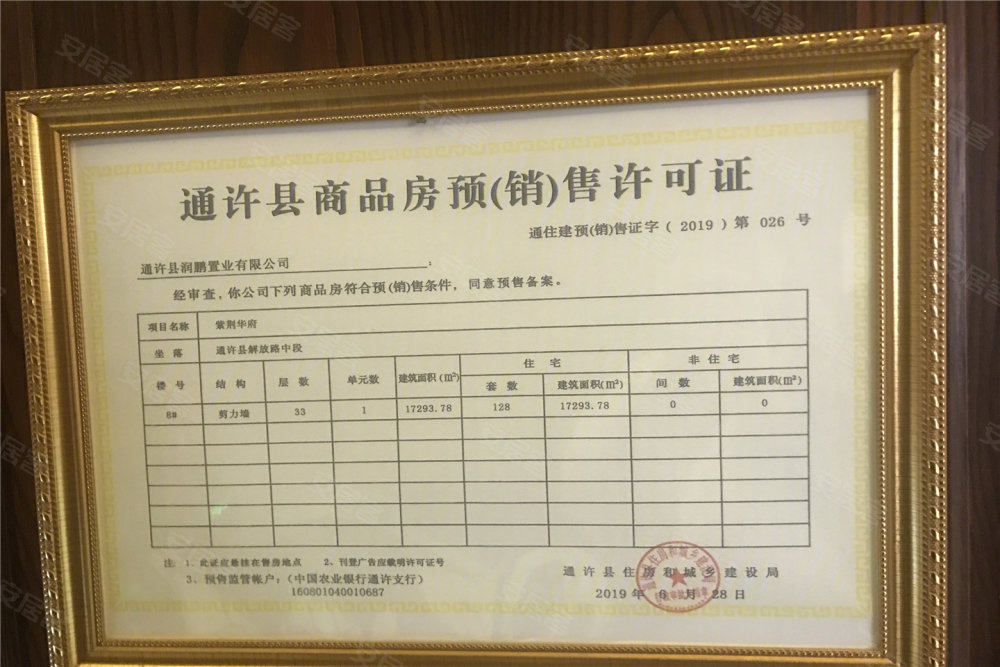 通许县商品房预(销)售许可证
通住建预(销)售证字( 2019 )第 026 号
通许县润鹏置业有限公司 :
经审查,你公司下列商品房符合预(销)售条件,同意预售备案。
项目名称 紫荆华府
坐落 通许县解放路中段
楼号 结构 层数 单元数 建筑面积(㎡) 住宅 非住宅
套数 建筑面积(㎡) 间数 建筑面积(㎡)
8# 剪力墙 33 1 17293.78 128 17293.78 0 0
注 1、此证应悬挂在售房地点 2、刊登广告应载明许可证号
3、预售监管帐户:(中国农业银行通许支行)
160801040010687
通许县住房和城乡建设局
2019 年 6 月 28 日
安居客